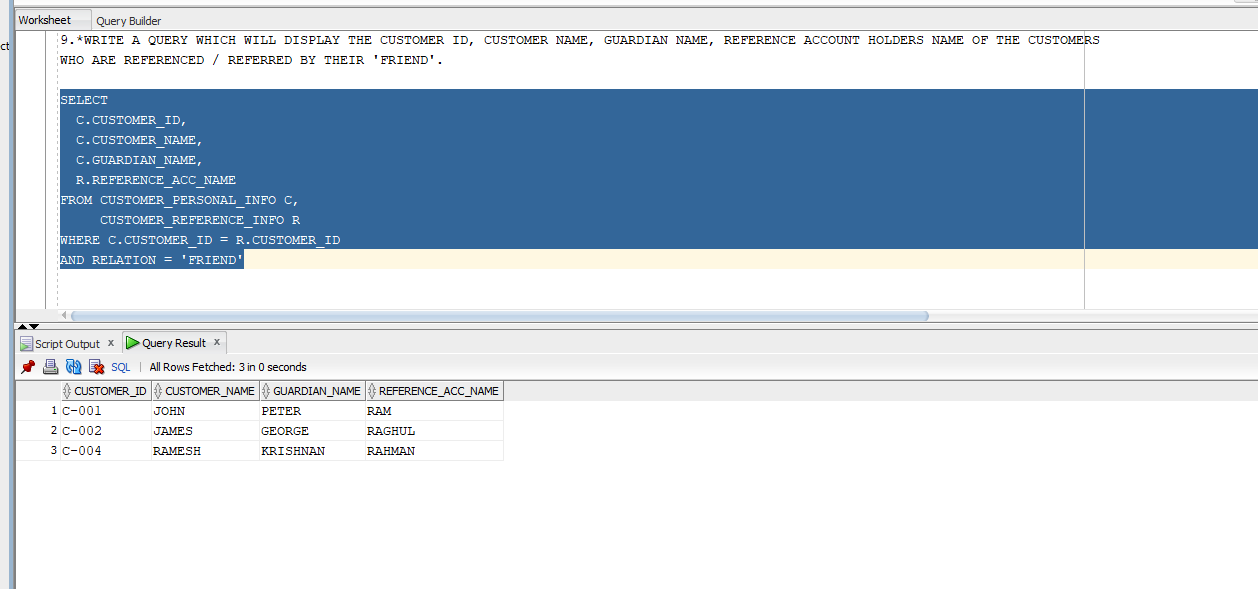 Worksheet Query Builder
ct
9.*WRITE A QUERY WHICH WILL DISPLAY THE CUSTOMER ID, CUSTOMER NAME, GUARDIAN NAME, REFERENCE ACCOUNT HOLDERS NAME OF THE CUSTOMERS
WHO ARE REFERENCED / REFERRED BY THEIR 'FRIEND'.
SELECT
C.CUSTOMER_ID,
C.CUSTOMER_NAME,
C.GUARDIAN_NAME,
R.REFERENCE_ACC_NAME
FROM CUSTOMER_PERSONAL_INFO C,
CUSTOMER_REFERENCE_INFO R
WHERE C.CUSTOMER_ID = R.CUSTOMER_ID
AND RELATION = 'FRIEND'
Script Output x Query Result x
SQL | All Rows Fetched: 3 in 0 seconds
CUSTOMER_ID CUSTOMER_NAME GUARDIAN_NAME REFERENCE_ACC_NAME
1 C-001 JOHN PETER RAM
2 C-002 JAMES GEORGE RAGHUL
3 C-004 RAMESH KRISHNAN RAHMAN